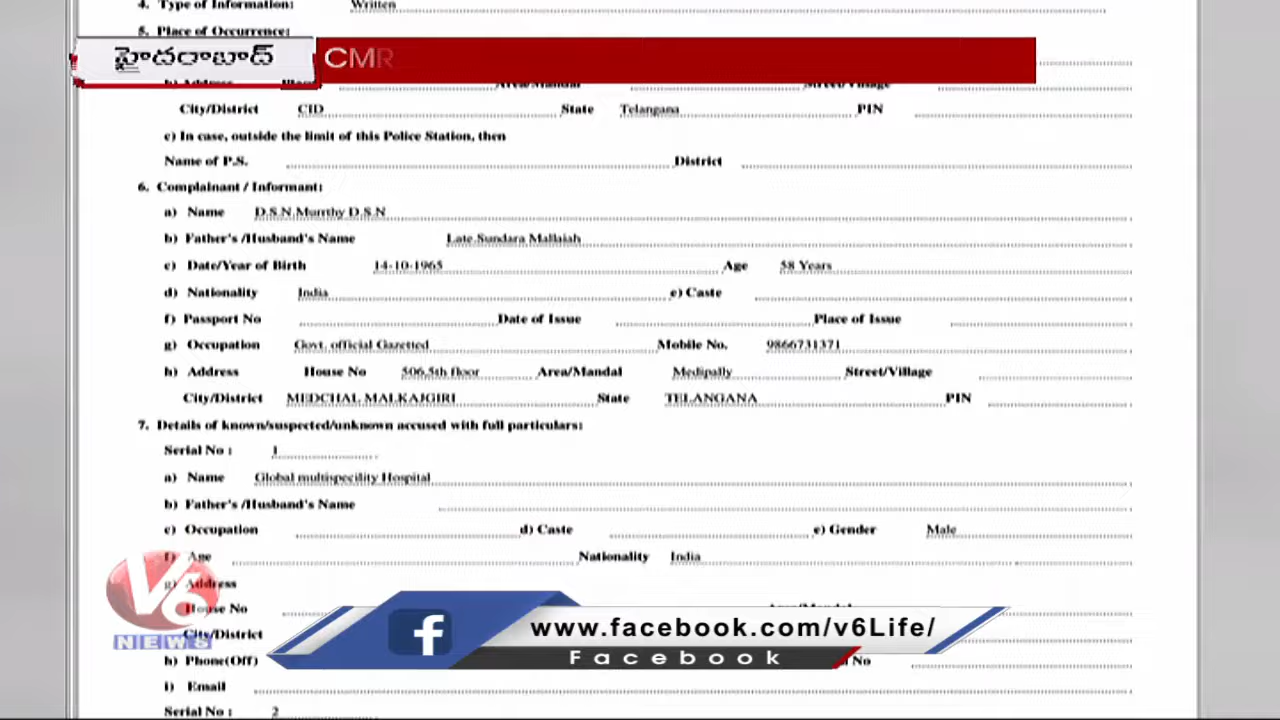 4. Type of Information: Written
5. Place of Occurrence:
హైదరాబాద్ CMR
b) Address
City/District CID State Telangana PIN
c) In case, outside the limit of this Police Station, then
Name of P.S. District
6. Complainant / Informant:
a) Name D.S.N.Murrthy D.S.N
b) Father's /Husband's Name Late.Sundara Mallaiah
c) Date/Year of Birth 14-10-1965 Age 58 Years
d) Nationality India e) Caste
f) Passport No Date of Issue Place of Issue
g) Occupation Govt. official Gazetted Mobile No. 9866731371
h) Address House No 506,5th floor Area/Mandal Medipally Street/Village
City/District MEDCHAL MALKAJGIRI State TELANGANA PIN
7. Details of known/suspected/unknown accused with full particulars:
Serial No : 1
a) Name Global multispecility Hospital
b) Father's /Husband's Name
c) Occupation d) Caste e) Gender Male
f) Age Nationality India
g) Address
House No
City/District
h) Phone(Off) No
i) Email
Serial No : 2
V6
NEWS
www.facebook.com/v6Life/
Facebook